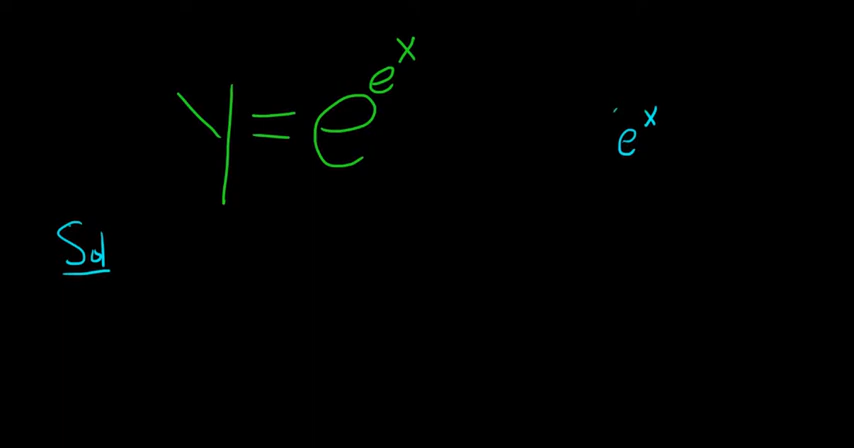 Y = e^{e^x}
e^x
Sol